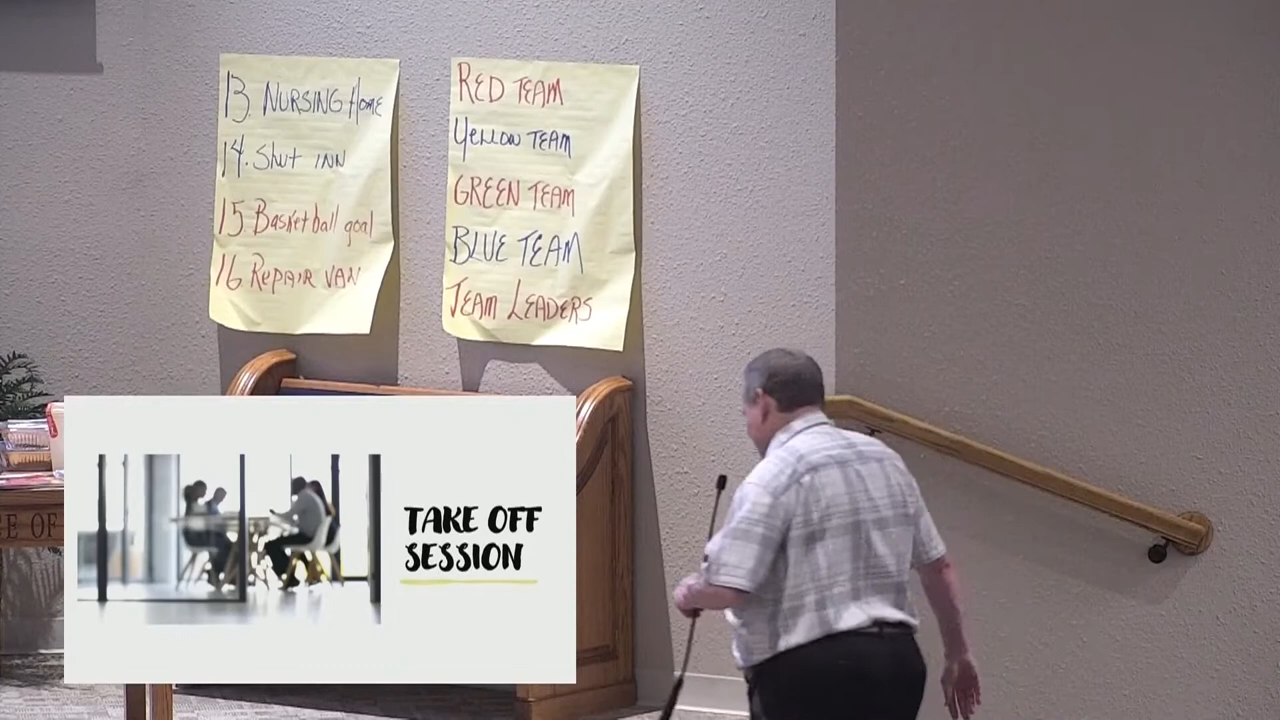 13. NURSING Home
14. Shut INN
15 Basketball goal
16 REPAIR VAN
RED TEAM
YELLOW TEAM
GREEN TEAM
BLUE TEAM
TEAM LEADERS
TAKE OFF
SESSION
E OF